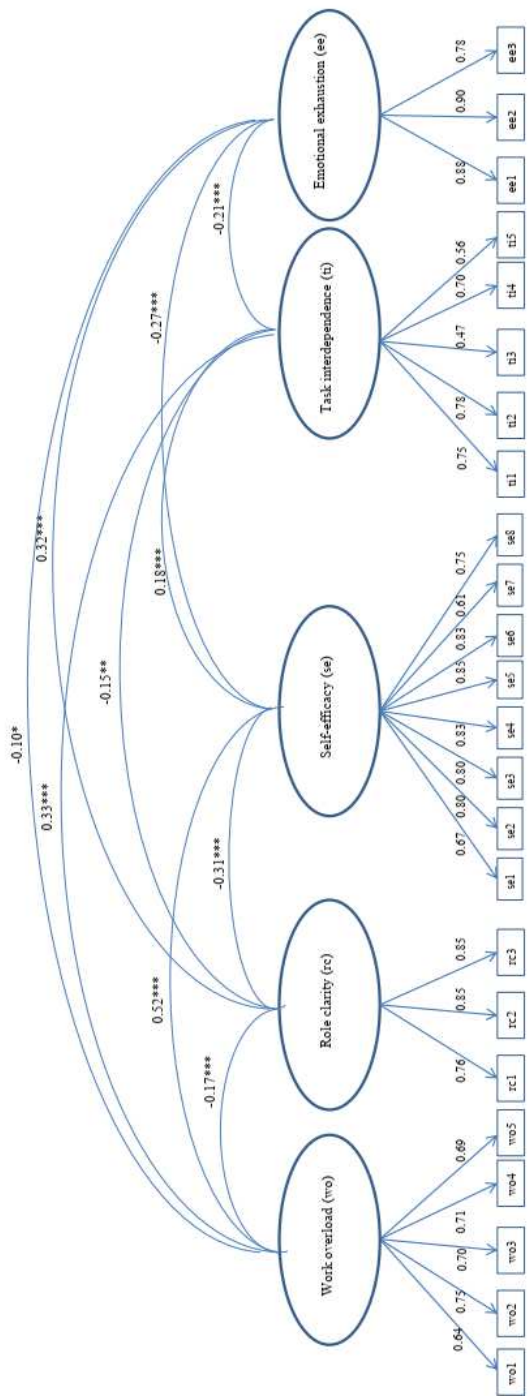 -0.10*
0.32***
0.33***
-0.15**
-0.27***
0.18***
0.52***
-0.21***
-0.31***
-0.17***
Work overload (wo)
Role clarity (rc)
Self-efficacy (se)
Task interdependence (ti)
Emotional exhaustion (ee)
0.64
0.75
0.70
0.71
0.69
0.76
0.85
0.85
0.67
0.80
0.80
0.83
0.85
0.83
0.61
0.75
0.75
0.78
0.47
0.70
0.56
0.88
0.90
0.78
wo1
wo2
wo3
wo4
wo5
rc1
rc2
rc3
se1
se2
se3
se4
se5
se6
se7
se8
ti1
ti2
ti3
ti4
ti5
ee1
ee2
ee3